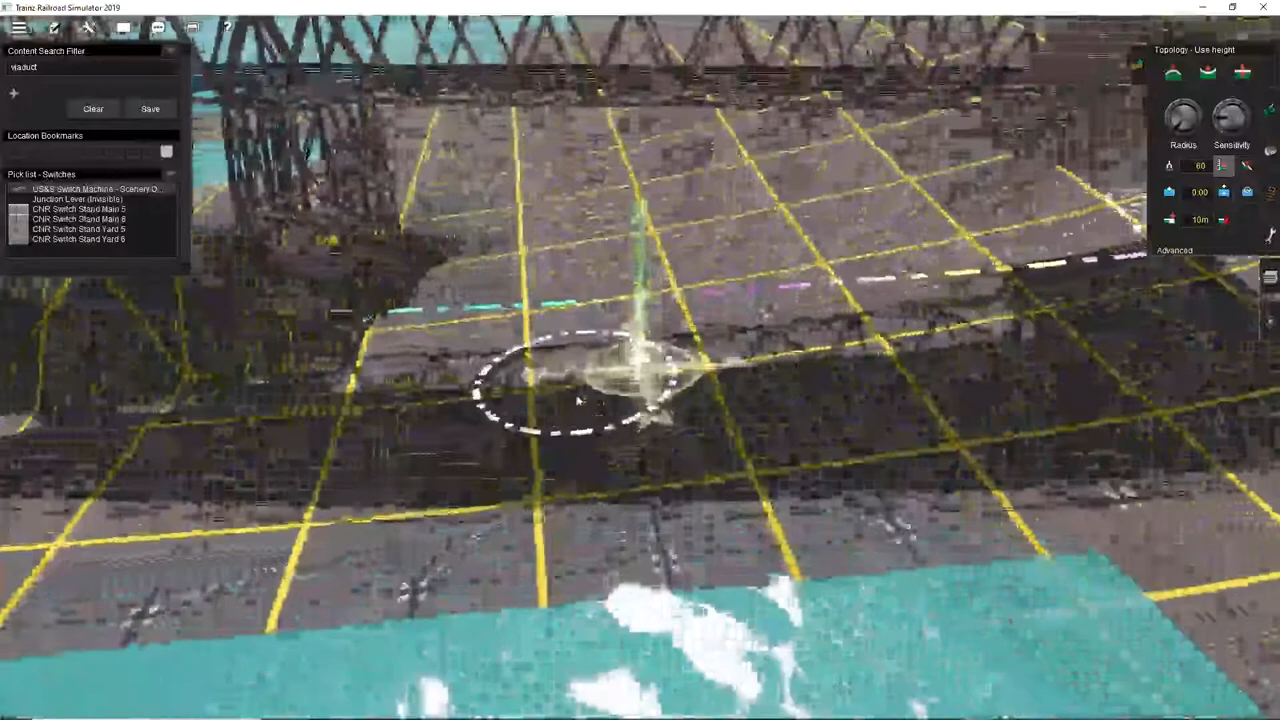 Trainz Railroad Simulator 2019
?
Content Search Filter
viaduct
Clear
Save
Location Bookmarks
Pick list - Switches
US&S Switch Machine - Scenery O...
Junction Lever (Invisible)
CNR Switch Stand Main 5
CNR Switch Stand Main 6
CNR Switch Stand Yard 5
CNR Switch Stand Yard 6
Topology - Use height
Radius
Sensitivity
60
0.00
10m
Advanced